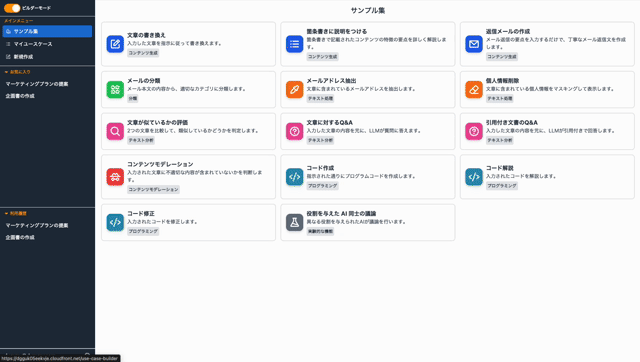 ビルダーモード
メインメニュー
サンプル集
マイユースケース
新規作成
お気に入り
マーケティングプランの提案
企画書の作成
利用履歴
マーケティングプランの提案
企画書の作成
サンプル集
文章の書き換え
入力した文章を指示に従って書き換えます。
コンテンツ生成
箇条書きに説明をつける
箇条書きで記載されたコンテンツの特徴の要点を詳しく解説します。
コンテンツ生成
返信メールの作成
メール返信の要点を入力するだけで、丁寧なメール返信文を作成します。
コンテンツ生成
メールの分類
メール本文の内容から、適切なカテゴリに分類します。
分類
メールアドレス抽出
文章に含まれているメールアドレスを抽出します。
テキスト処理
個人情報削除
文章に含まれている個人情報をマスキングして表示します。
テキスト処理
文章が似ているかの評価
2つの文章を比較して、類似しているかどうかを判定します。
テキスト分析
文章に対するQ&A
入力した文章の内容を元に、LLMが質問に答えます。
テキスト分析
引用付き文書のQ&A
入力した文章の内容を元に、LLMが引用付きで回答します。
テキスト分析
コンテンツモデレーション
入力された文章に不適切な内容が含まれていないかを判断します。
コンテンツモデレーション
コード作成
指示された通りにプログラムコードを作成します。
プログラミング
コード解説
入力されたコードを解説します。
プログラミング
コード修正
入力されたコードを修正します。
プログラミング
役割を与えた AI 同士の議論
異なる役割を与えられたAIが議論を行います。
実験的な機能